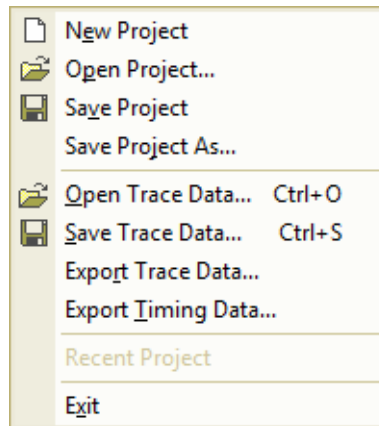 New Project
Open Project...
Save Project
Save Project As...
Open Trace Data... Ctrl+O
Save Trace Data... Ctrl+S
Export Trace Data...
Export Timing Data...
Recent Project
Exit